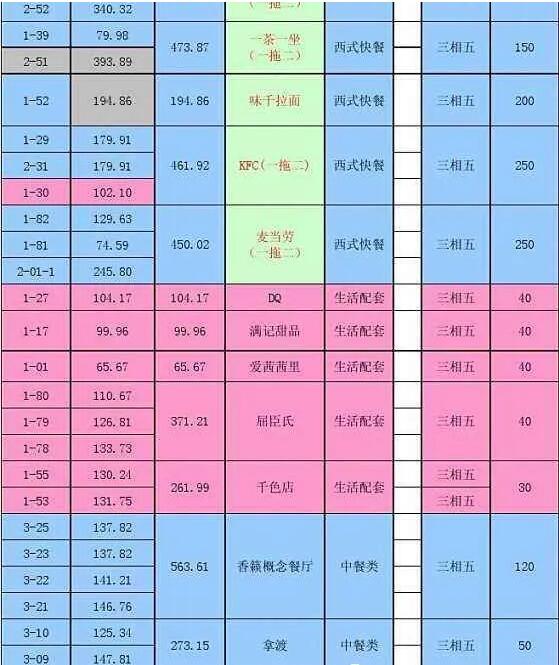 (一拖二)
2-52 340.32
1-39 79.98
473.87 一茶一坐 西式快餐 三相五 150
(一拖二)
2-51 393.89
1-52 194.86 194.86 味千拉面 西式快餐 三相五 200
1-29 179.91
2-31 179.91 461.92 KFC(一拖二) 西式快餐 三相五 250
1-30 102.10
1-82 129.63
1-81 74.59 450.02 麦当劳 西式快餐 三相五 250
(一拖二)
2-01-1 245.80
1-27 104.17 104.17 DQ 生活配套 三相五 40
1-17 99.96 99.96 满记甜品 生活配套 三相五 40
1-01 65.67 65.67 爱茜茜里 生活配套 三相五 40
1-80 110.67
1-79 126.81 371.21 屈臣氏 生活配套 三相五 40
1-78 133.73
1-55 130.24 三相五
261.99 千色店 生活配套 30
1-53 131.75 三相五
3-25 137.82
3-23 137.82
563.61 香籁概念餐厅 中餐类 三相五 120
3-22 141.21
3-21 146.76
3-10 125.34
273.15 拿渡 中餐类 三相五 50
3-09 147.81